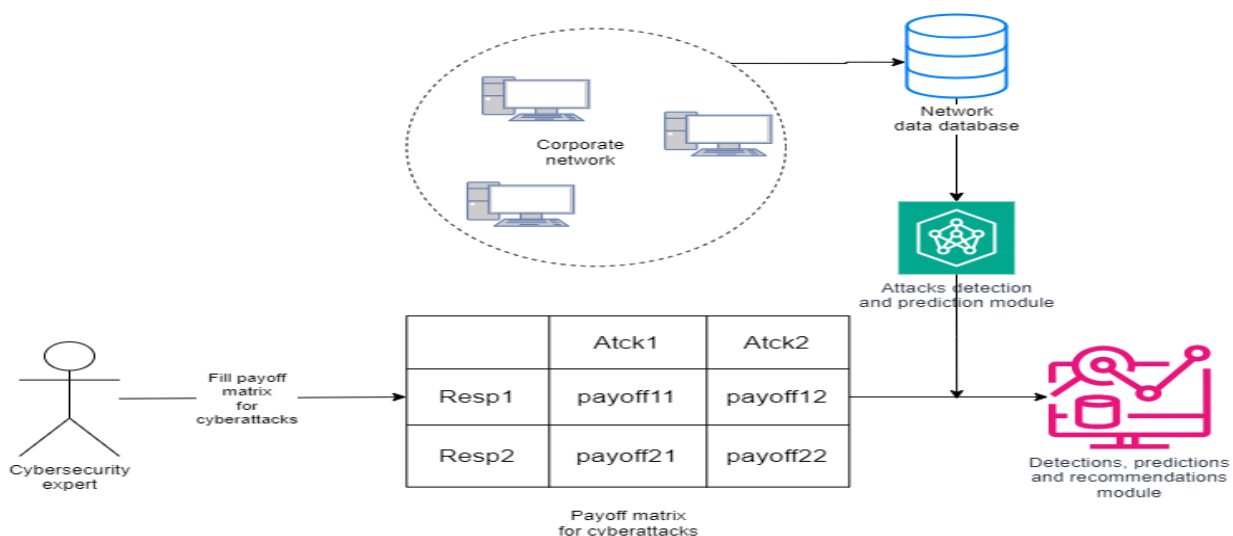 Network
data database
Corporate
network
Attacks detection
and prediction module
Atck1 Atck2
Resp1 payoff11 payoff12
Resp2 payoff21 payoff22
Fill payoff
matrix
for
cyberattacks
Cybersecurity
expert
Detections, predictions
and recommendations
module
Payoff matrix
for cyberattacks